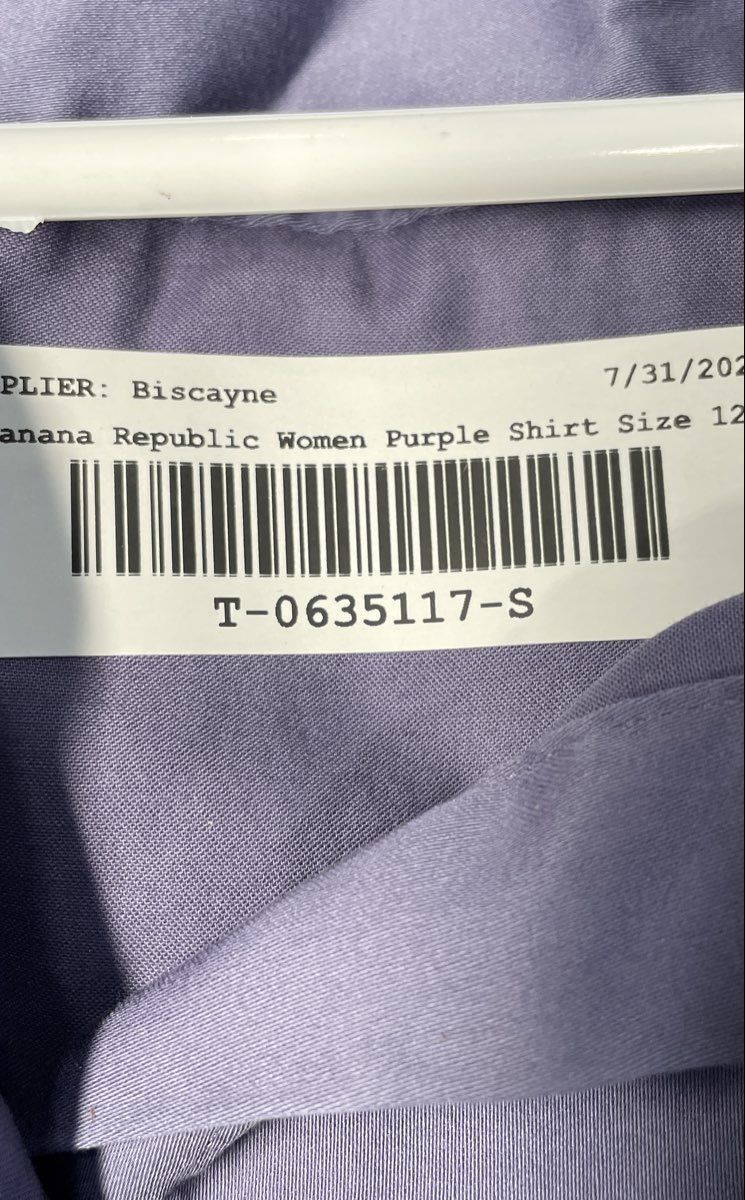 PLIER: Biscayne 7/31/202
anana Republic Women Purple Shirt Size 12
T-0635117-S